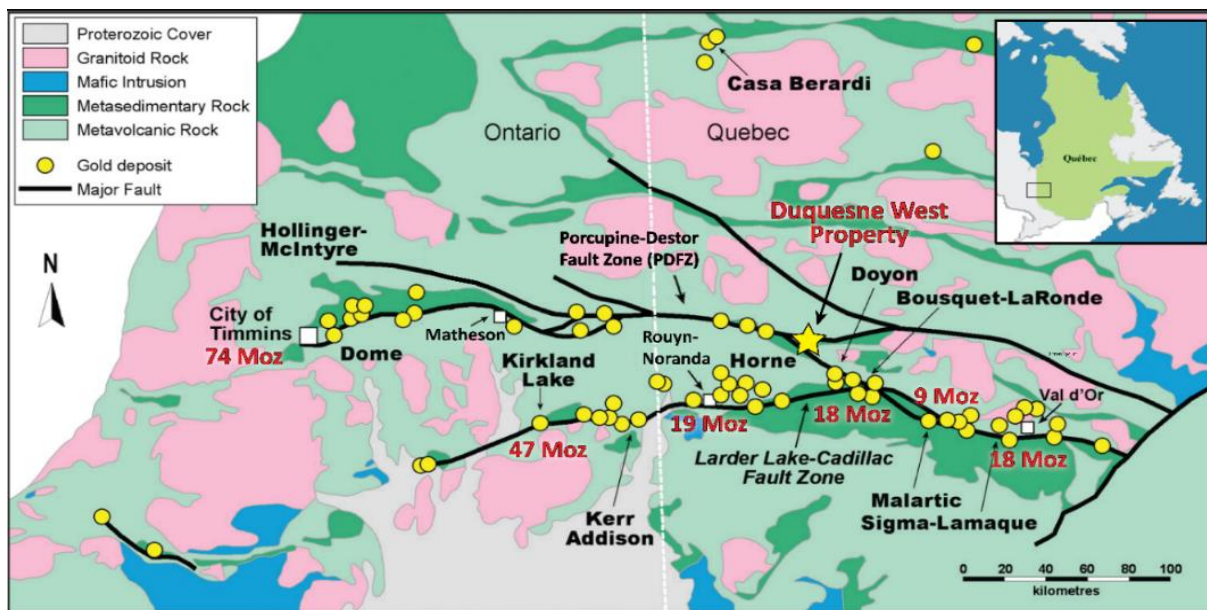 Proterozoic Cover
Granitoid Rock
Mafic Intrusion
Metasedimentary Rock
Metavolcanic Rock
Gold deposit
Major Fault
Casa Berardi
Ontario
Quebec
Québec
Duquesne West
Property
Hollinger-
McIntyre
Porcupine-Destor
Fault Zone (PDFZ)
N
Doyon
Bousquet-LaRonde
City of
Timmins
74 Moz
Matheson
Dome
Rouyn-
Noranda
Horne
Kirkland
Lake
9 Moz
Val d'Or
18 Moz
19 Moz
47 Moz
Larder Lake-Cadillac
Fault Zone
18 Moz
Malartic
Sigma-Lamaque
Kerr
Addison
0 20 40 60 80 100
kilometres